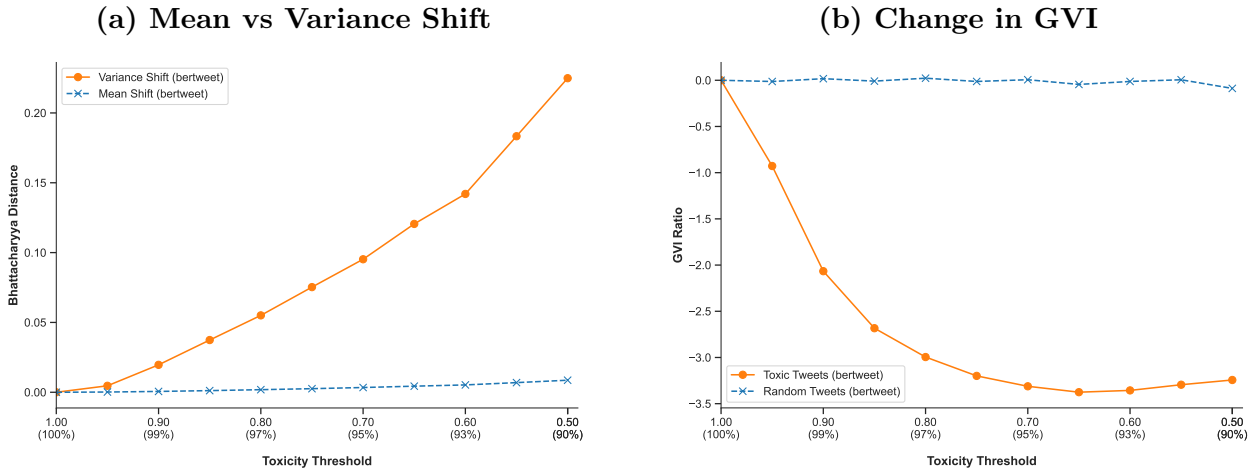 (a) Mean vs Variance Shift
Variance Shift (bertweet)
Mean Shift (bertweet)
Bhattacharyya Distance
0.20
0.15
0.10
0.05
0.00
1.00 0.90 0.80 0.70 0.60 0.50
(100%) (99%) (97%) (95%) (93%) (90%)
Toxicity Threshold
(b) Change in GVI
GVI Ratio
0.0
−0.5
−1.0
−1.5
−2.0
−2.5
−3.0
−3.5
Toxic Tweets (bertweet)
Random Tweets (bertweet)
1.00 0.90 0.80 0.70 0.60 0.50
(100%) (99%) (97%) (95%) (93%) (90%)
Toxicity Threshold